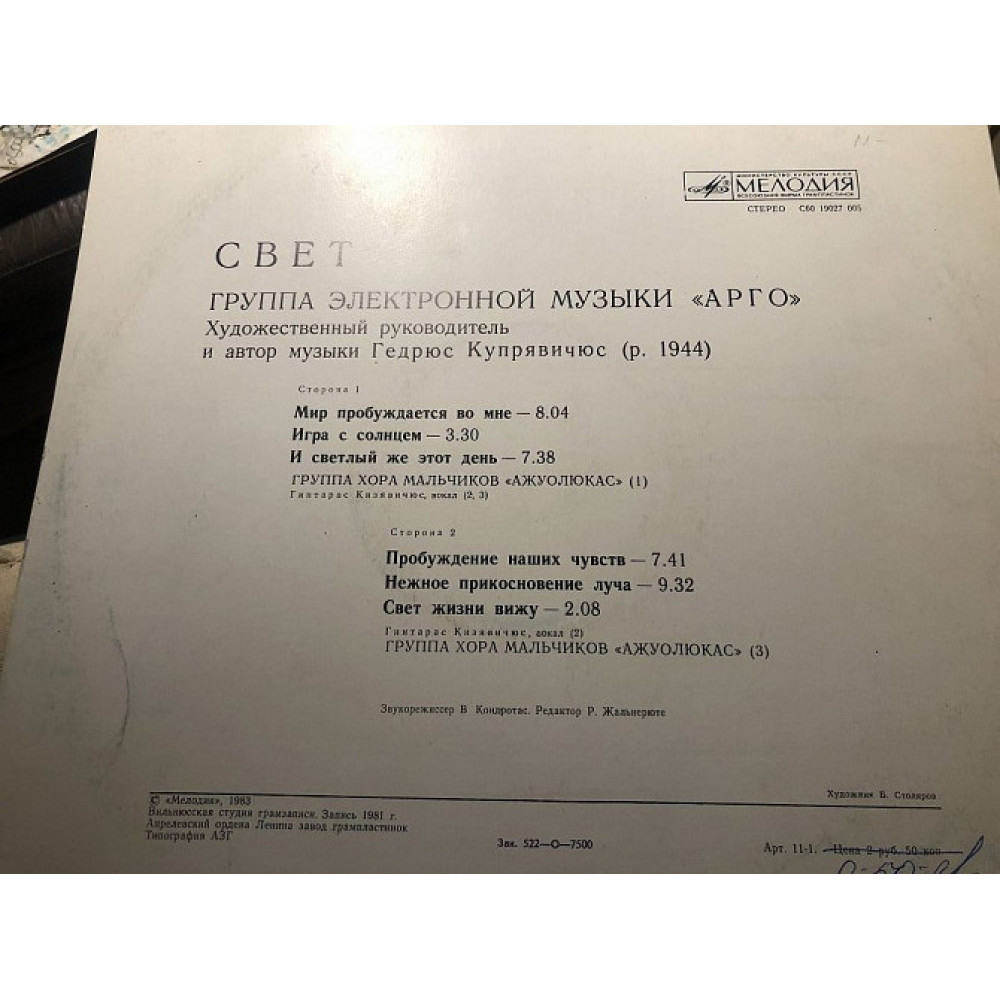 МИНИСТЕРСТВО КУЛЬТУРЫ СССР
МЕЛОДИЯ
ВСЕСОЮЗНАЯ ФИРМА ГРАМПЛАСТИНОК
СТЕРЕО С60 19027 005
СВЕТ
ГРУППА ЭЛЕКТРОННОЙ МУЗЫКИ «АРГО»
Художественный руководитель
и автор музыки Гедрюс Купрявичюс (р. 1944)
Сторона 1
Мир пробуждается во мне — 8.04
Игра с солнцем — 3.30
И светлый же этот день — 7.38
ГРУППА ХОРА МАЛЬЧИКОВ «АЖУОЛЮКАС» (1)
Гинтарас Кизявичюс, вокал (2, 3)
Сторона 2
Пробуждение наших чувств — 7.41
Нежное прикосновение луча — 9.32
Свет жизни вижу — 2.08
Гинтарас Кизявичюс, вокал (2)
ГРУППА ХОРА МАЛЬЧИКОВ «АЖУОЛЮКАС» (3)
Звукорежиссер В Кондротас. Редактор Р. Жальнерюте
Художник В. Столяров
© «Мелодия», 1983
Вильнюсская студия грамзаписи. Запись 1981 г.
Апрелевский ордена Ленина завод грампластинок
Типография АЗГ
Зак. 522—О—7500
Арт. 11-1. Цена 2 руб. 50 коп